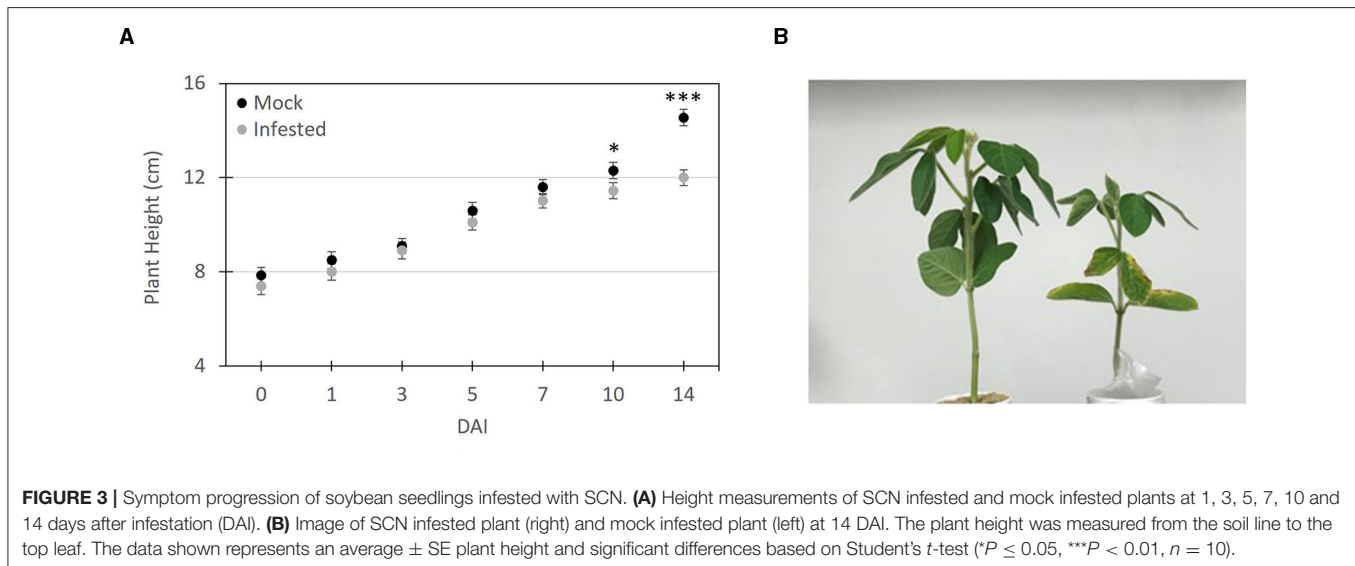 A
B
16
12
8
4
Plant Height (cm)
Mock
Infested
*
***
0 1 3 5 7 10 14
DAI
FIGURE 3 | Symptom progression of soybean seedlings infested with SCN. (A) Height measurements of SCN infested and mock infested plants at 1, 3, 5, 7, 10 and
14 days after infestation (DAI). (B) Image of SCN infested plant (right) and mock infested plant (left) at 14 DAI. The plant height was measured from the soil line to the
top leaf. The data shown represents an average ± SE plant height and significant differences based on Student's t-test (*P ≤ 0.05, ***P < 0.01, n = 10).